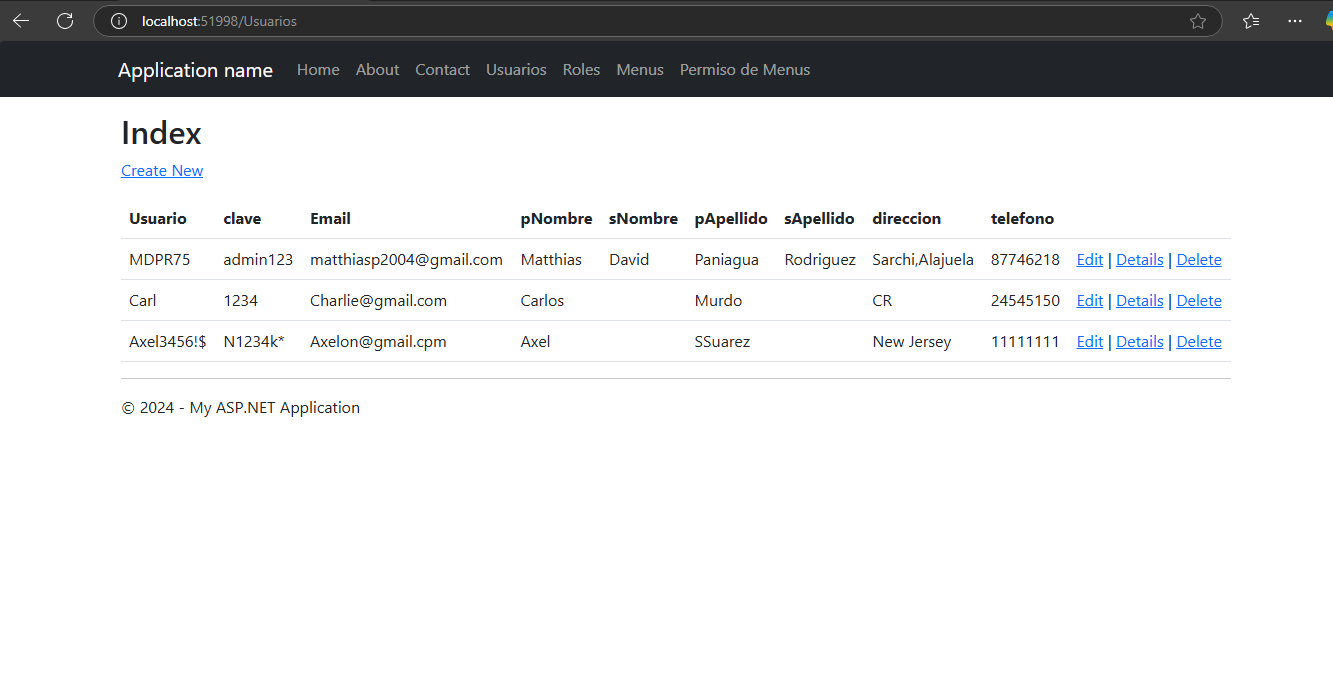 localhost:51998/Usuarios
Application name Home About Contact Usuarios Roles Menus Permiso de Menus
Index
Create New
Usuario clave Email pNombre sNombre pApellido sApellido direccion telefono
MDPR75 admin123 matthiasp2004@gmail.com Matthias David Paniagua Rodriguez Sarchi,Alajuela 87746218 Edit | Details | Delete
Carl 1234 Charlie@gmail.com Carlos Murdo CR 24545150 Edit | Details | Delete
Axel3456!$ N1234k* Axelon@gmail.cpm Axel SSuarez New Jersey 11111111 Edit | Details | Delete
© 2024 - My ASP.NET Application